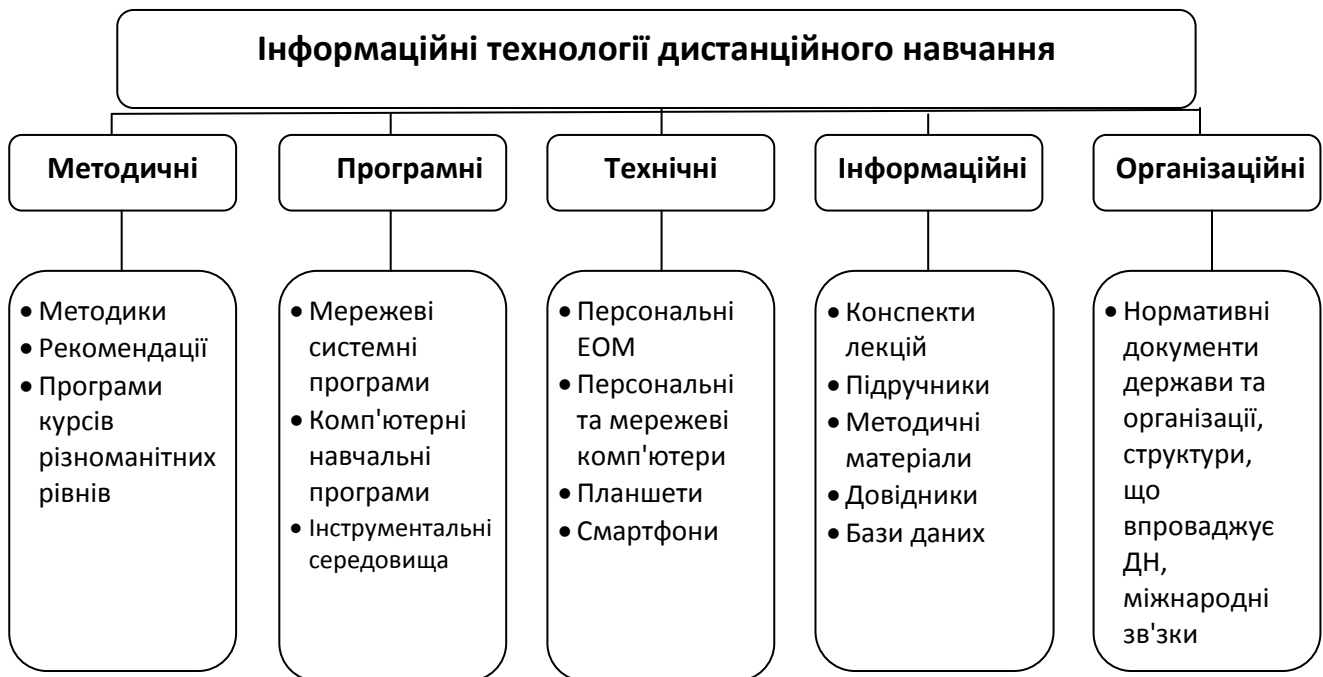 Інформаційні технології дистанційного навчання
Методичні
Програмні
Технічні
Інформаційні
Організаційні
• Методики
• Рекомендації
• Програми
курсів
різноманітних
рівнів
• Мережеві
системні
програми
• Комп'ютерні
навчальні
програми
• Інструментальні
середовища
• Персональні
ЕОМ
• Персональні
та мережеві
комп'ютери
• Планшети
• Смартфони
• Конспекти
лекцій
• Підручники
• Методичні
матеріали
• Довідники
• Бази даних
• Нормативні
документи
держави та
організації,
структури,
що
впроваджує
ДН,
міжнародні
зв'зки